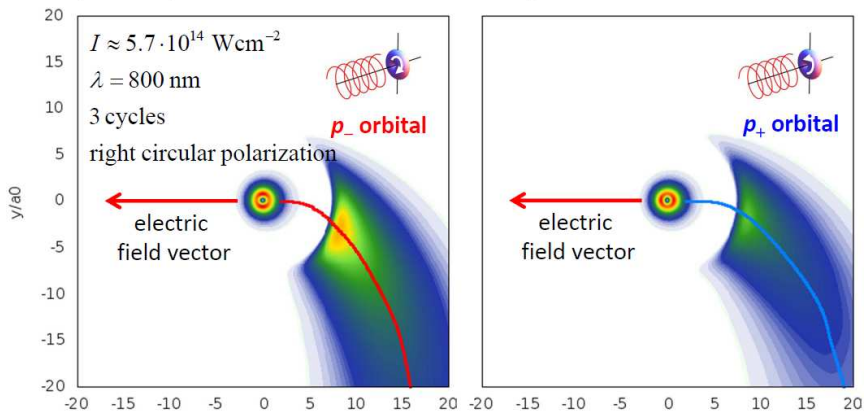 I ≈ 5.7·10¹⁴ Wcm⁻²
λ = 800 nm
3 cycles
right circular polarization
p₋ orbital
electric
field vector
y/a0
20
15
10
5
0
-5
-10
-15
-20
-20 -15 -10 -5 0 5 10 15 20
p₊ orbital
electric
field vector
-20 -15 -10 -5 0 5 10 15 20